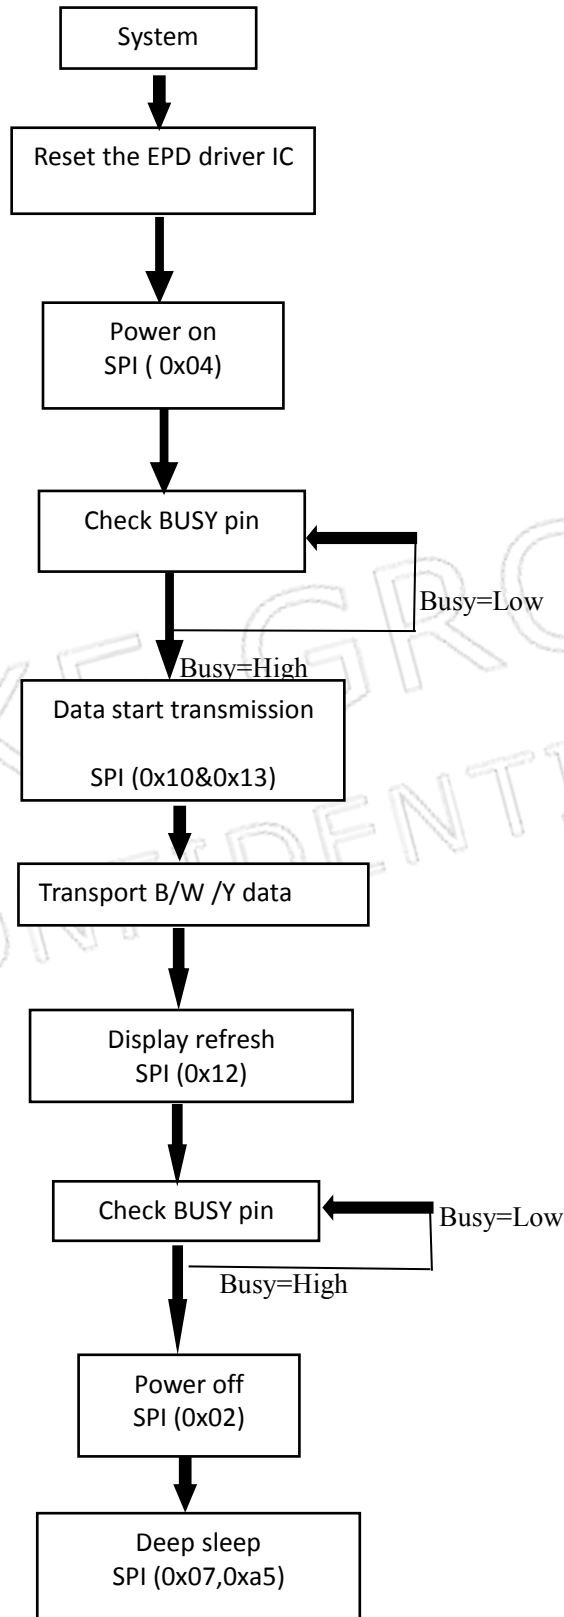 System
Reset the EPD driver IC
Power on
SPI ( 0x04)
Check BUSY pin
Busy=Low
Busy=High
Data start transmission
SPI (0x10&0x13)
Transport B/W /Y data
Display refresh
SPI (0x12)
Check BUSY pin
Busy=Low
Busy=High
Power off
SPI (0x02)
Deep sleep
SPI (0x07,0xa5)